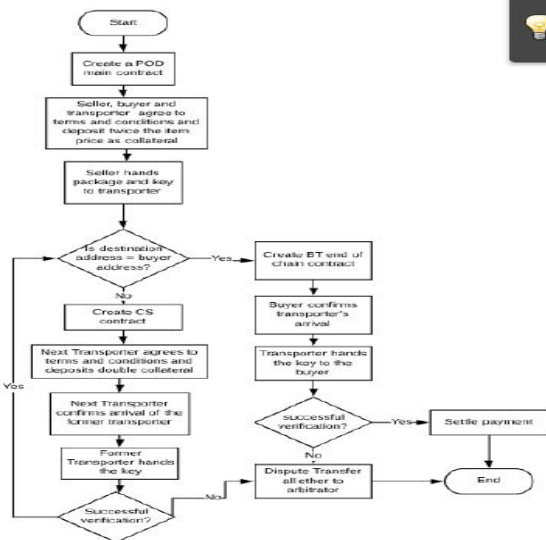 Start
Create a POD
main contract
Seller, buyer and
transporter agree to
terms and conditions and
deposit twice the item
price as collateral
Seller hands
package and key
to transporter
Is destination
address = buyer
address?
Yes
No
Create CS
contract
Next Transporter agrees to
terms and conditions and
deposits double collateral
Next Transporter
confirms arrival of the
former transporter
Former
Transporter hands
the key
Successful
verification?
Yes
No
Create BT end of
chain contract
Buyer confirms
transporter's
arrival
Transporter hands
the key to the
buyer
successful
verification?
Yes
No
Settle payment
Dispute Transfer
all ether to
arbitrator
End